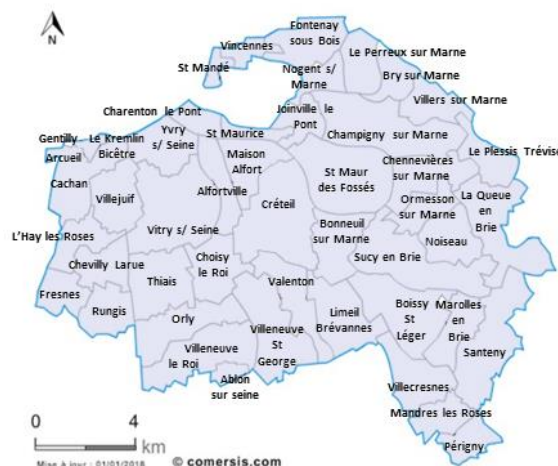 Fontenay
sous Bois
N
Vincennes
Le Perreux sur Marne
St Mandé
Nogent s/
Marne
Bry sur Marne
Villers sur Marne
Charenton le Pont
Joinville le
Pont
Gentilly
Le Kremlin
Bicêtre
Yvry
s/ Seine
St Maurice
Champigny sur Marne
Arcueil
Maison
Alfort
Le Plessis Trévise
Chennevières
sur Marne
Cachan
Villejuif
Alfortville
St Maur
des Fossés
Créteil
Ormesson
sur Marne
La Queue
en
Brie
L'Hay les Roses
Vitry s/ Seine
Bonneuil
sur Marne
Noiseau
Chevilly Larue
Choisy
le Roi
Sucy en Brie
Thiais
Valenton
Fresnes
Rungis
Orly
Limeil
Brévannes
Boissy
St
Léger
Marolles
en
Brie
Villeneuve
St
George
Villeneuve
le Roi
Santeny
Ablon
sur seine
Villecresnes
Mandres les Roses
Périgny
0 4
km
Mise à jour : 01/01/2018
© comersis.com